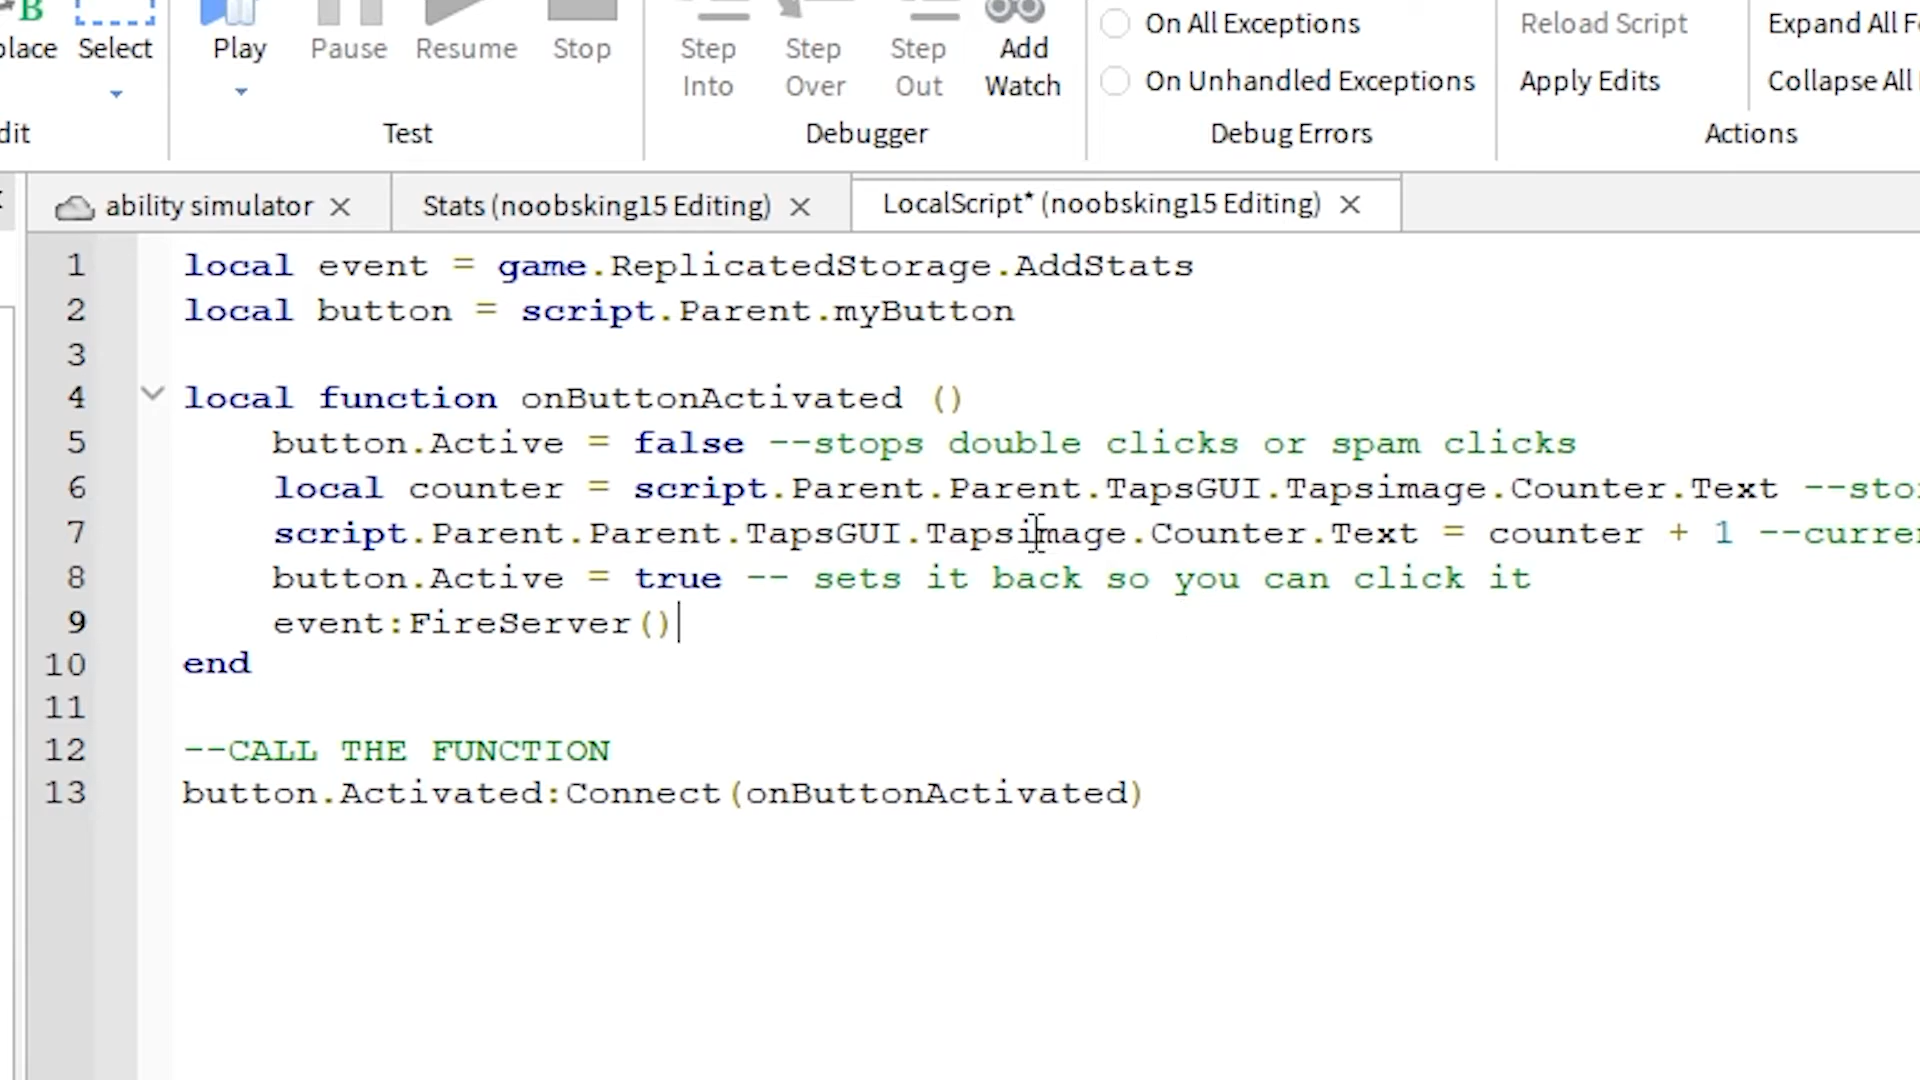 Select
Play
Pause
Resume
Stop
Step
Into
Step
Over
Step
Out
Add
Watch
On All Exceptions
On Unhandled Exceptions
Reload Script
Apply Edits
Expand All
Collapse All
Test
Debugger
Debug Errors
Actions
ability simulator
Stats (noobsking15 Editing)
LocalScript* (noobsking15 Editing)
1 local event = game.ReplicatedStorage.AddStats
2 local button = script.Parent.myButton
3
4 local function onButtonActivated ()
5 button.Active = false --stops double clicks or spam clicks
6 local counter = script.Parent.Parent.TapsGUI.Tapsimage.Counter.Text --
7 script.Parent.Parent.TapsGUI.Tapsimage.Counter.Text = counter + 1 --
8 button.Active = true -- sets it back so you can click it
9 event:FireServer()
10 end
11
12 --CALL THE FUNCTION
13 button.Activated:Connect(onButtonActivated)